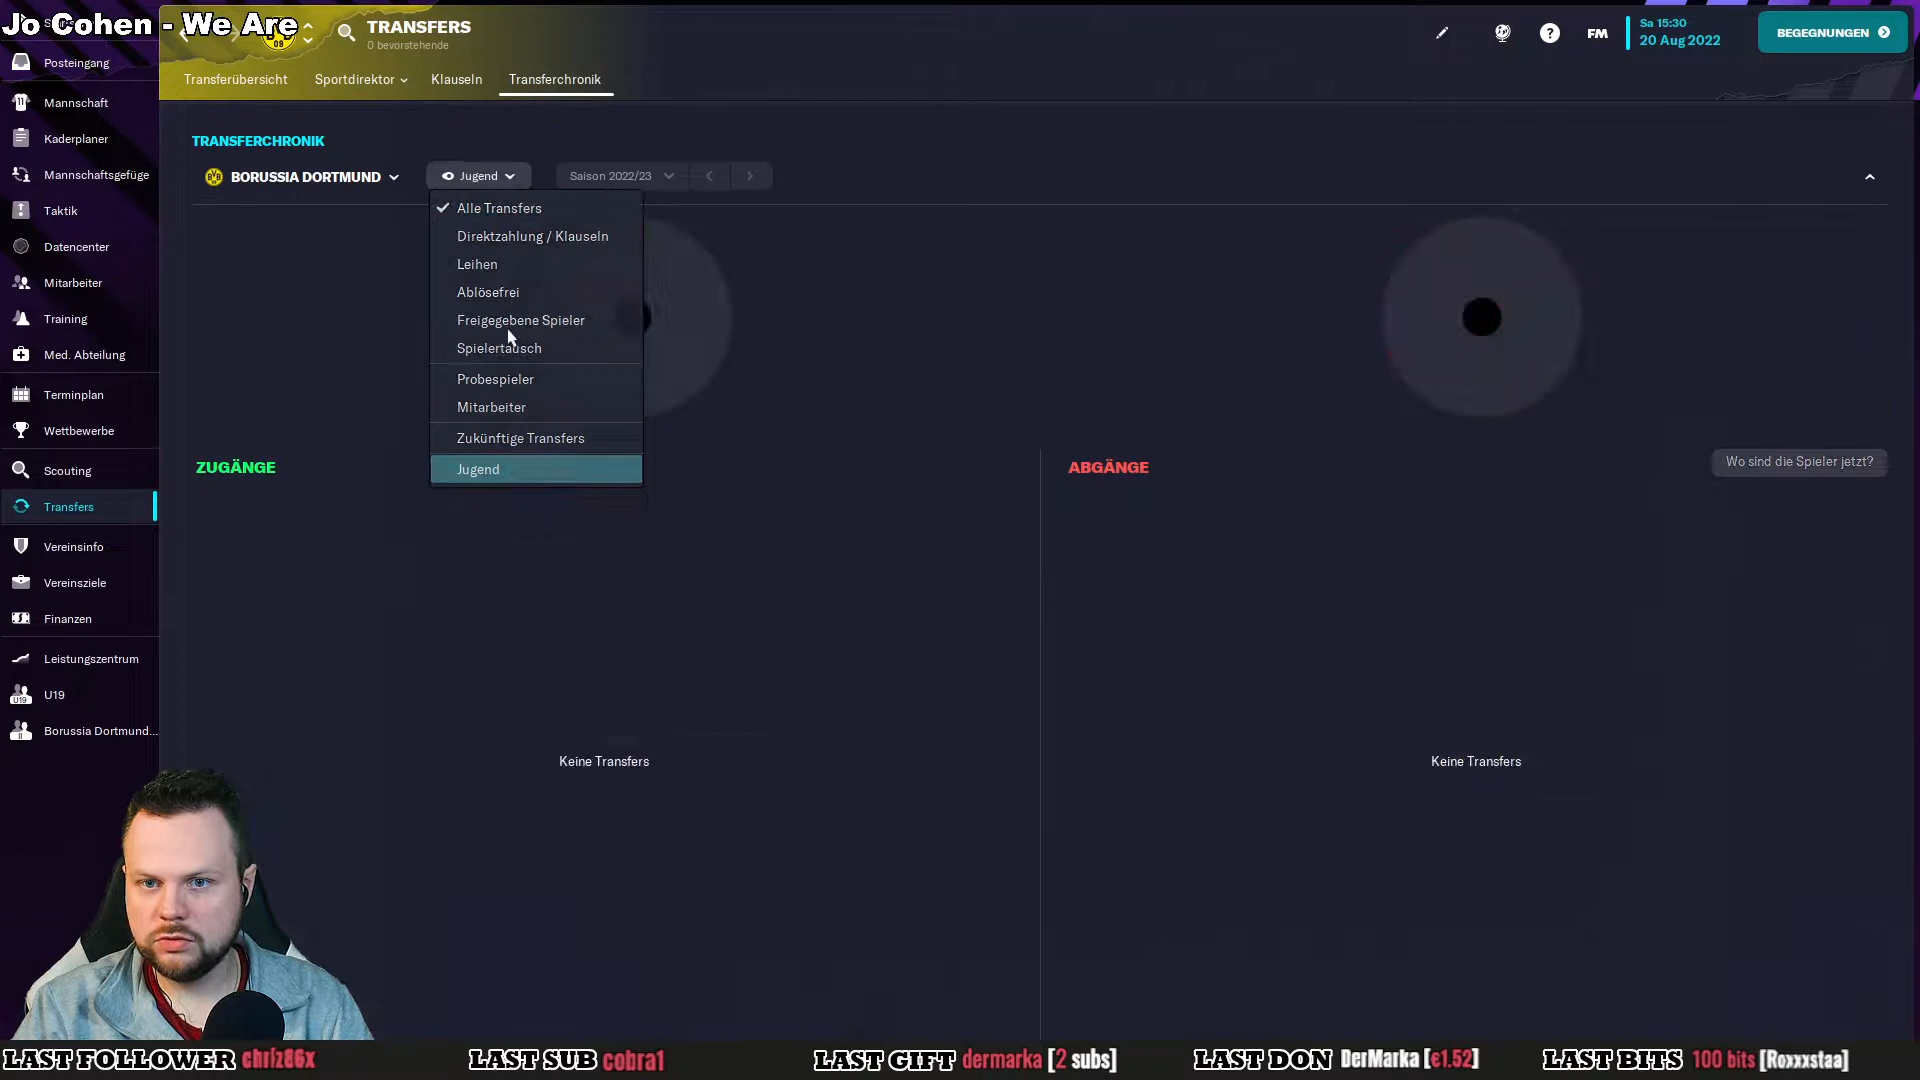 Jo Cohen - We Are
TRANSFERS
0 bevorstehende
FM
Sa 15:30
20 Aug 2022
BEGEGNUNGEN
Transferübersicht
Sportdirektor
Klauseln
Transferchronik
Posteingang
Mannschaft
Kaderplaner
Mannschaftsgefüge
Taktik
Datencenter
Mitarbeiter
Training
Med. Abteilung
Terminplan
Wettbewerbe
Scouting
Transfers
Vereinsinfo
Vereinsziele
Finanzen
Leistungszentrum
U19
Borussia Dortmund...
TRANSFERCHRONIK
BORUSSIA DORTMUND
Jugend
Saison 2022/23
Alle Transfers
Direktzahlung / Klauseln
Leihen
Ablösefrei
Freigegebene Spieler
Spielertausch
Probespieler
Mitarbeiter
Zukünftige Transfers
Jugend
ZUGÄNGE
ABGÄNGE
Wo sind die Spieler jetzt?
Keine Transfers
Keine Transfers
LAST FOLLOWER chriz86x
LAST SUB cobra1
LAST GIFT dermarka [2 subs]
LAST DON DerMarka [€1.52]
LAST BITS 100 bits [Roxxxstaa]